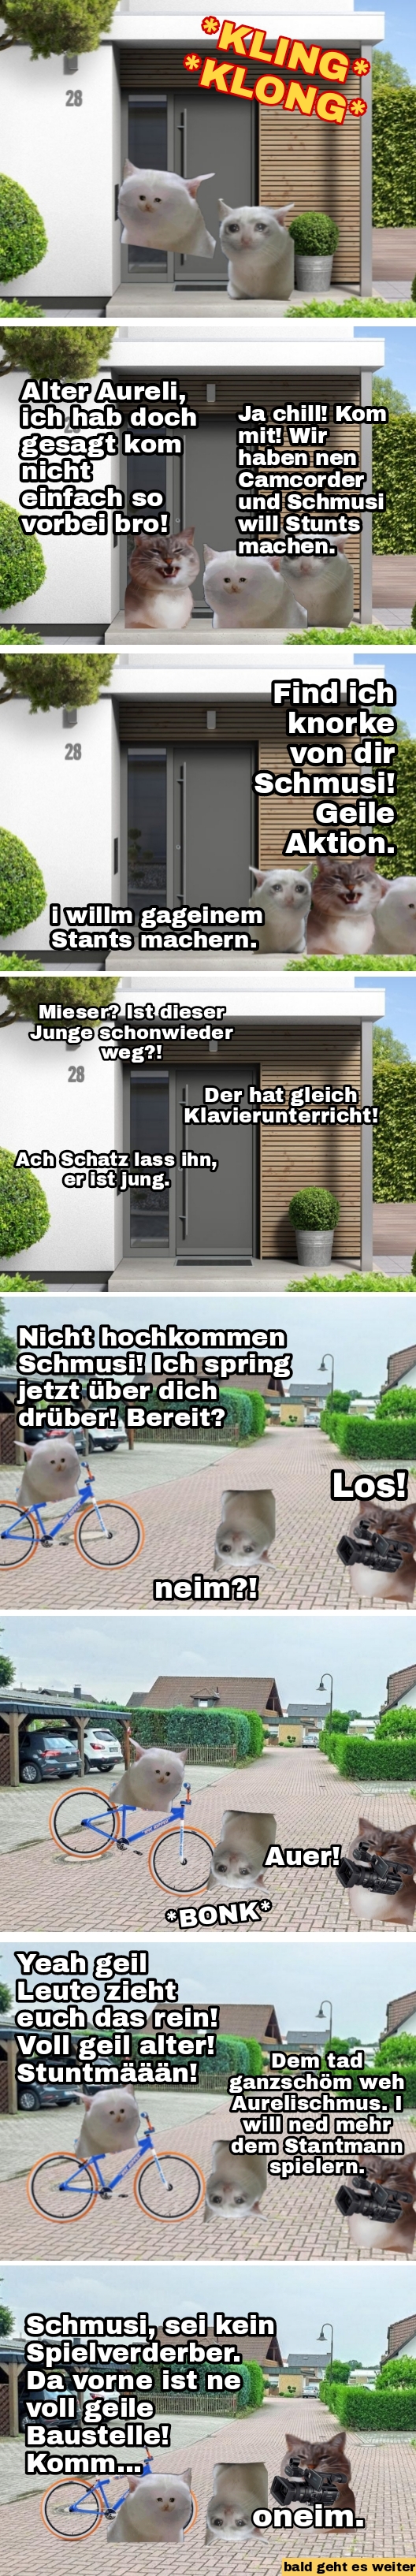 *KLING*
*KLONG*
28
Alter Aureli,
ich hab doch
gesagt kom
nicht
einfach so
vorbei bro!
Ja chill! Kom
mit! Wir
haben nen
Camcorder
und Schmusi
will Stunts
machen.
28
Find ich
knorke
von dir
Schmusi!
Geile
Aktion.
i willm gageinem
Stants machern.
Mieser? Ist dieser
Junge schonwieder
weg?!
28
Der hat gleich
Klavierunterricht!
Ach Schatz lass ihn,
er ist jung.
Nicht hochkommen
Schmusi! Ich spring
jetzt über dich
drüber! Bereit?
Los!
neim?!
Auer!
*BONK*
Yeah geil
Leute zieht
euch das rein!
Voll geil alter!
Stuntmäään!
Dem tad
ganzschöm weh
Aurelischmus. I
will ned mehr
dem Stantmann
spielern.
Schmusi, sei kein
Spielverderber.
Da vorne ist ne
voll geile
Baustelle!
Komm...
oneim.
bald geht es weiter